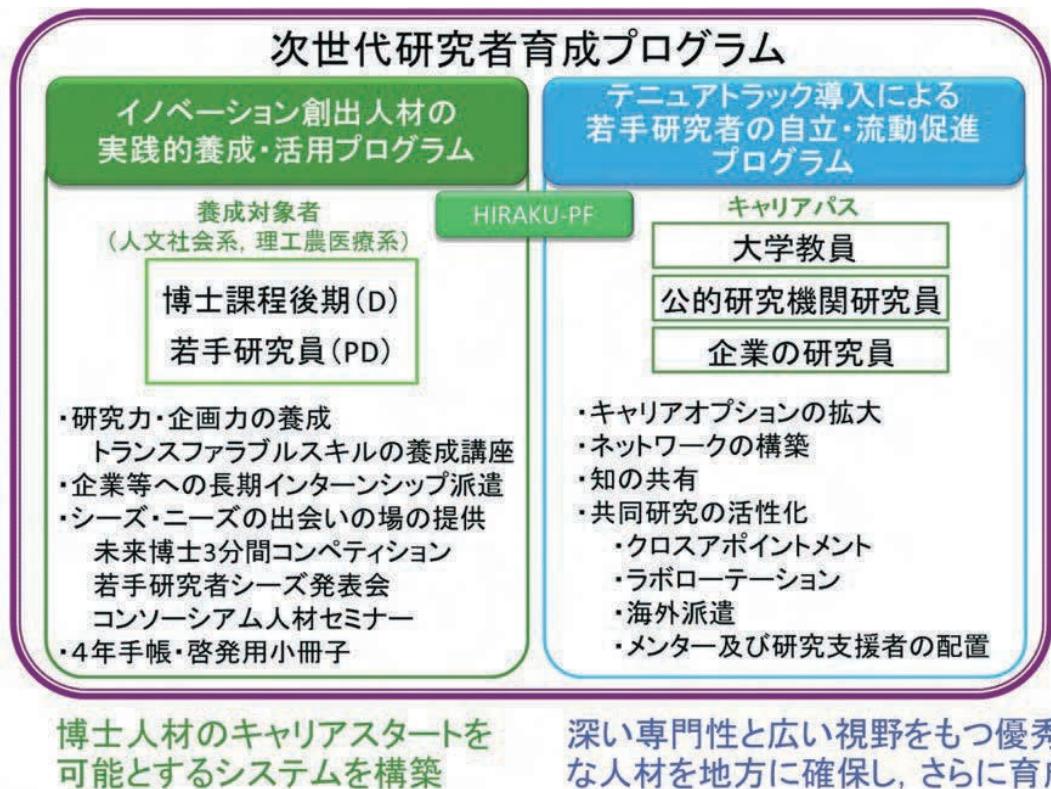 次世代研究者育成プログラム
イノベーション創出人材の
実践的養成・活用プログラム
養成対象者
（人文社会系, 理工農医療系）
博士課程後期(D)
若手研究員(PD)
・研究力・企画力の養成
トランスファラブルスキルの養成講座
・企業等への長期インターンシップ派遣
・シーズ・ニーズの出会いの場の提供
未来博士3分間コンペティション
若手研究者シーズ発表会
コンソーシアム人材セミナー
・4年手帳・啓発用小冊子
HIRAKU-PF
テニュアトラック導入による
若手研究者の自立・流動促進
プログラム
キャリアパス
大学教員
公的研究機関研究員
企業の研究員
・キャリアオプションの拡大
・ネットワークの構築
・知の共有
・共同研究の活性化
・クロスアポイントメント
・ラボローテーション
・海外派遣
・メンター及び研究支援者の配置
博士人材のキャリアスタートを
可能とするシステムを構築
深い専門性と広い視野をもつ優秀
な人材を地方に確保し, さらに育成